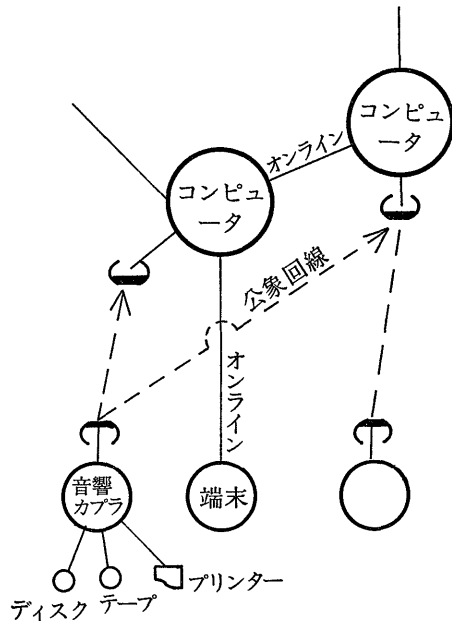 コンピュ
ータ
オンライン
コンピュ
ータ
公象回線
オンライン
音響
カプラ
端末
プリンター
テープ
ディスク